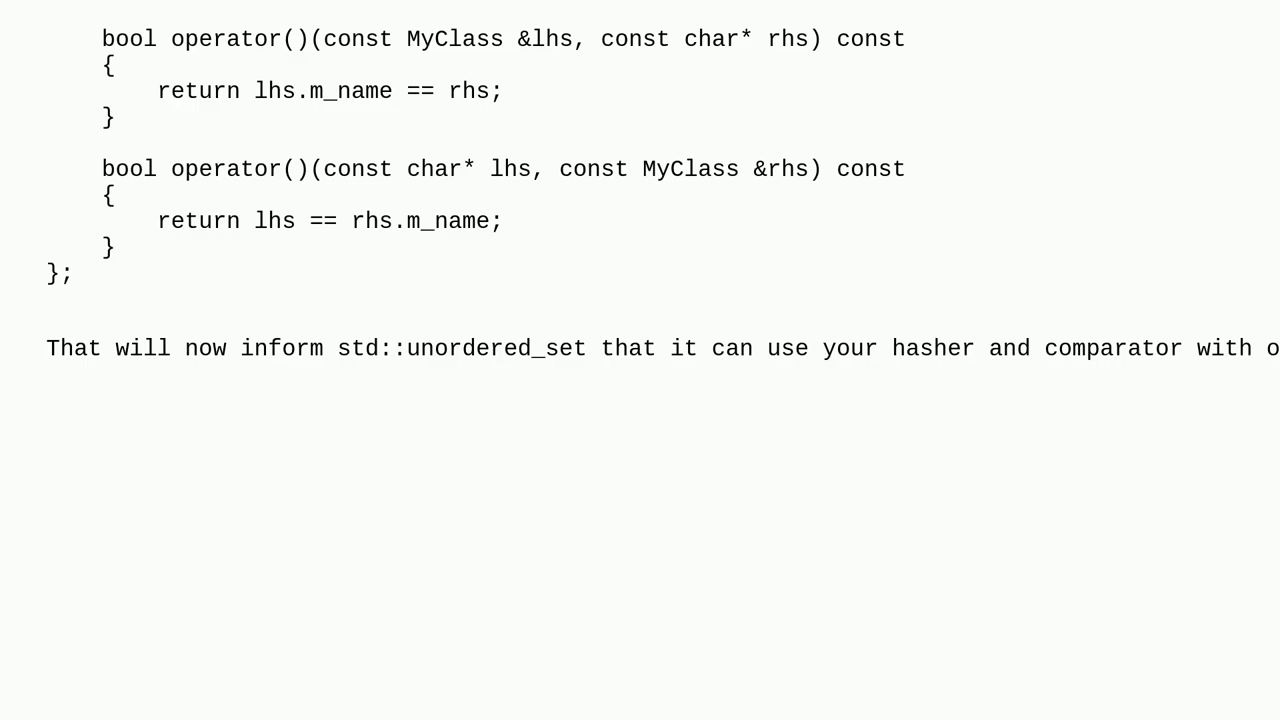 bool operator()(const MyClass &lhs, const char* rhs) const
{
return lhs.m_name == rhs;
}
bool operator()(const char* lhs, const MyClass &rhs) const
{
return lhs == rhs.m_name;
}
};
That will now inform std::unordered_set that it can use your hasher and comparator with